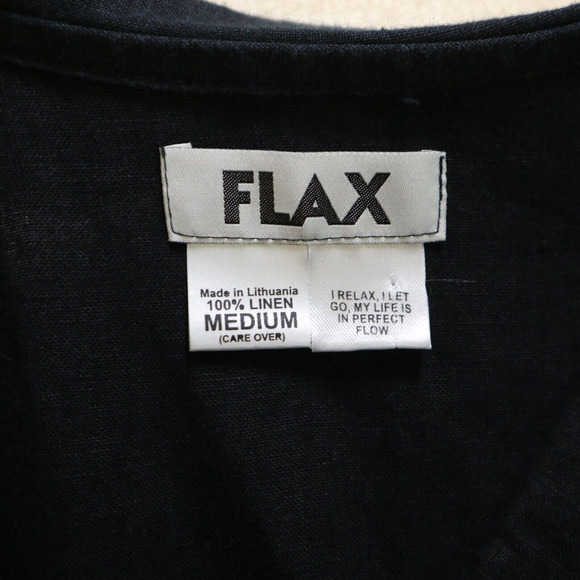 FLAX
Made in Lithuania
100% LINEN
MEDIUM
(CARE OVER)
I RELAX, I LET
GO, MY LIFE IS
IN PERFECT
FLOW